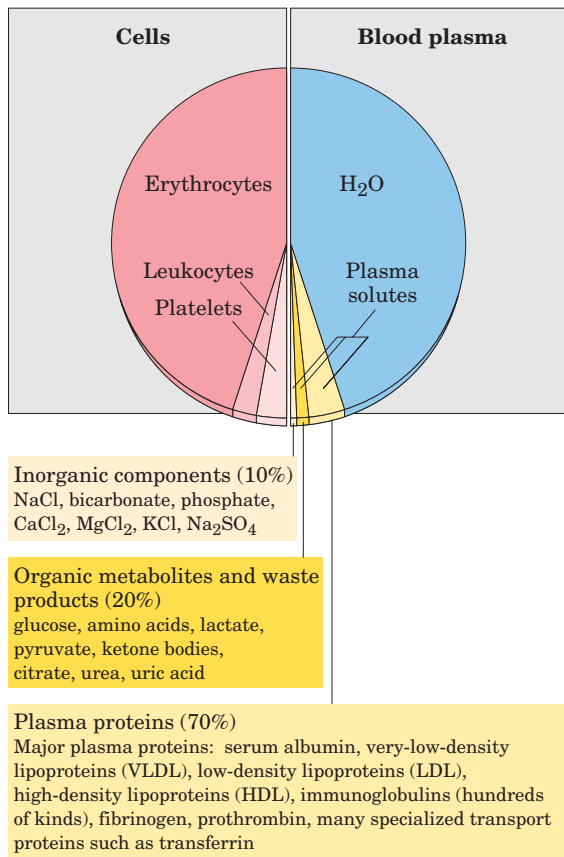 Cells
Blood plasma
Erythrocytes
H₂O
Leukocytes
Platelets
Plasma
solutes
Inorganic components (10%)
NaCl, bicarbonate, phosphate,
CaCl₂, MgCl₂, KCl, Na₂SO₄
Organic metabolites and waste
products (20%)
glucose, amino acids, lactate,
pyruvate, ketone bodies,
citrate, urea, uric acid
Plasma proteins (70%)
Major plasma proteins: serum albumin, very-low-density
lipoproteins (VLDL), low-density lipoproteins (LDL),
high-density lipoproteins (HDL), immunoglobulins (hundreds
of kinds), fibrinogen, prothrombin, many specialized transport
proteins such as transferrin